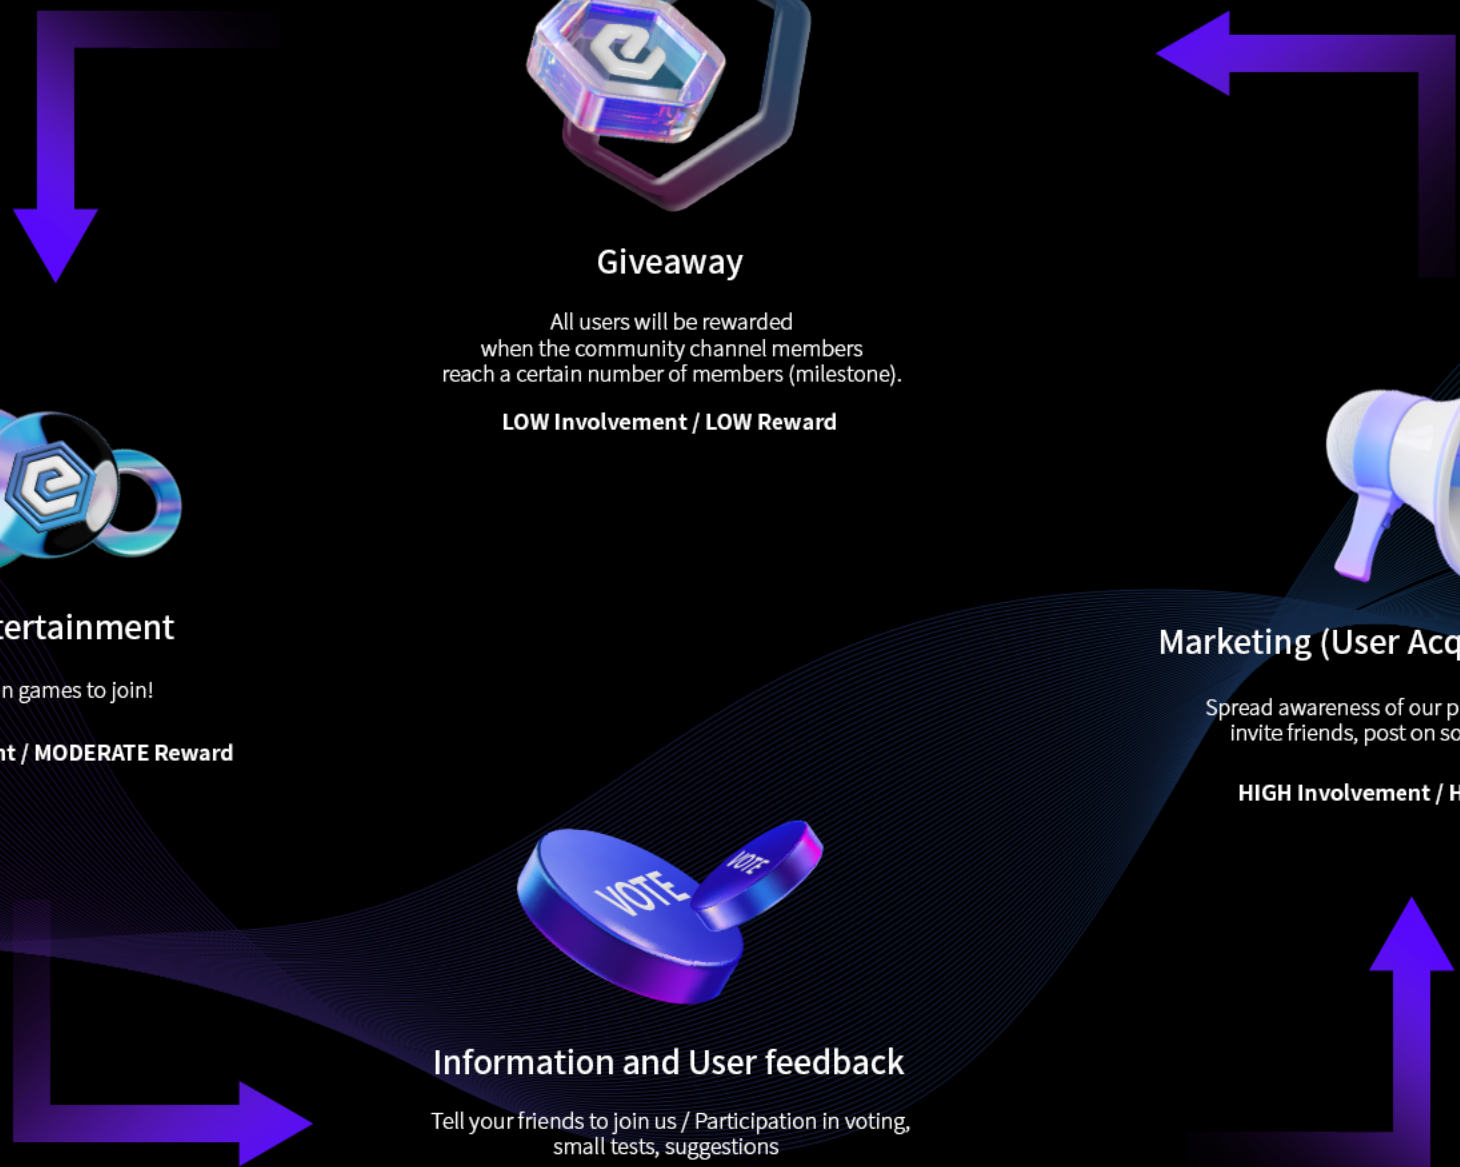 Giveaway
All users will be rewarded
when the community channel members
reach a certain number of members (milestone).
LOW Involvement / LOW Reward
tertainment
n games to join!
nt / MODERATE Reward
Marketing (User Acq
Spread awareness of our p
invite friends, post on so
HIGH Involvement / H
VOTE
VOTE
Information and User feedback
Tell your friends to join us / Participation in voting,
small tests, suggestions